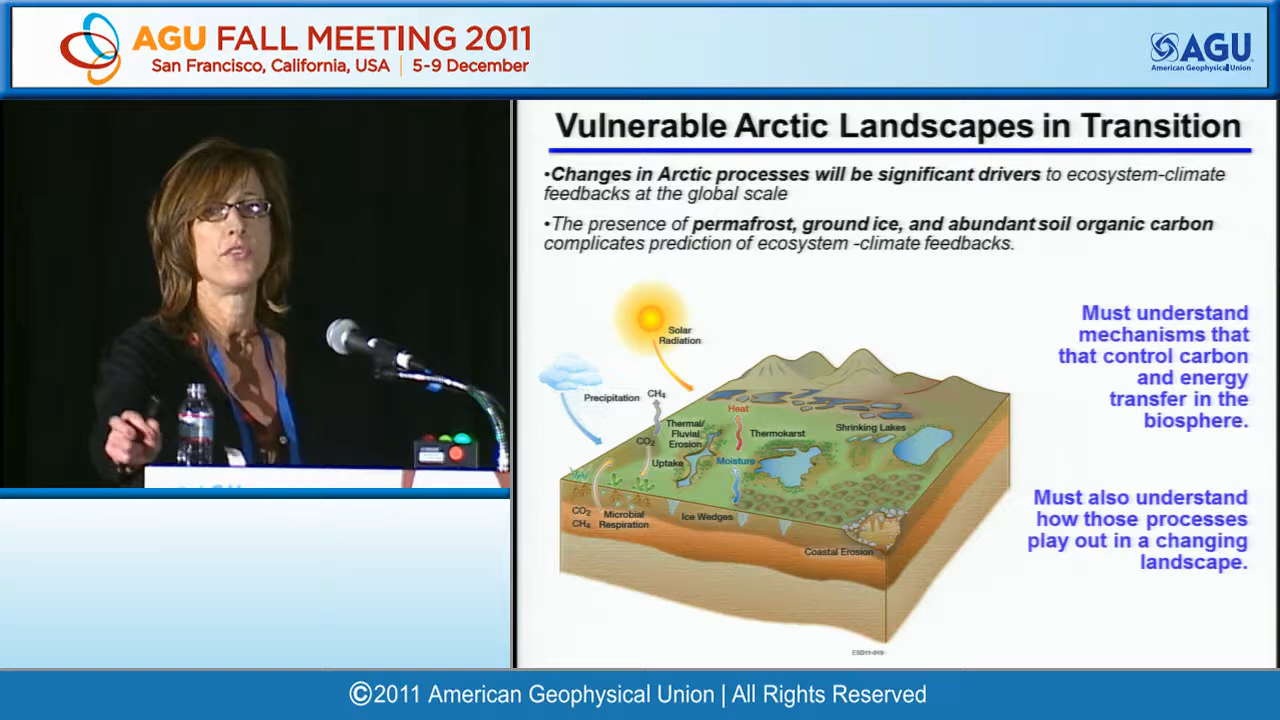 AGU FALL MEETING 2011
San Francisco, California, USA | 5-9 December
AGU
American Geophysical Union
Vulnerable Arctic Landscapes in Transition
•Changes in Arctic processes will be significant drivers to ecosystem-climate
feedbacks at the global scale
•The presence of permafrost, ground ice, and abundant soil organic carbon
complicates prediction of ecosystem -climate feedbacks.
Must understand
mechanisms that
that control carbon
and energy
transfer in the
biosphere.
Must also understand
how those processes
play out in a changing
landscape.
Solar
Radiation
Precipitation
CH₄
Heat
Thermal/
Fluvial
Erosion
Thermokarst
Shrinking Lakes
CO₂
Uptake
Moisture
CO₂
CH₄
Microbial
Respiration
Ice Wedges
Coastal Erosion
ESD11-019
©2011 American Geophysical Union | All Rights Reserved